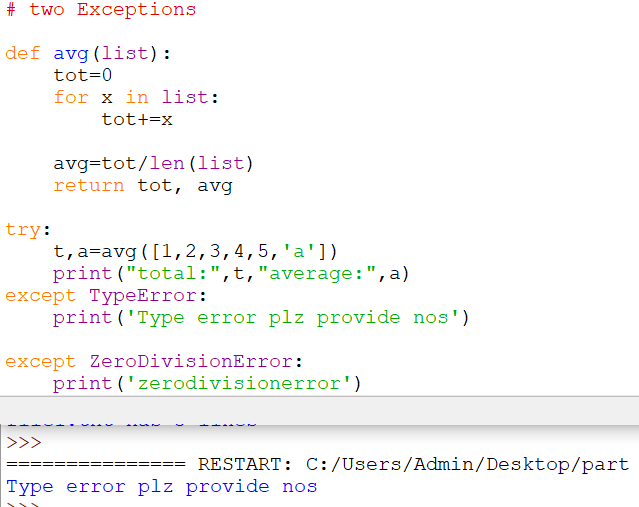 # two Exceptions
def avg(list):
    tot=0
    for x in list:
        tot+=x
    avg=tot/len(list)
    return tot, avg
try:
    t,a=avg([1,2,3,4,5,'a'])
    print("total:",t,"average:",a)
except TypeError:
    print('Type error plz provide nos')
except ZeroDivisionError:
    print('zerodivisionerror')
>>>
=============== RESTART: C:/Users/Admin/Desktop/part
Type error plz provide nos
>>>